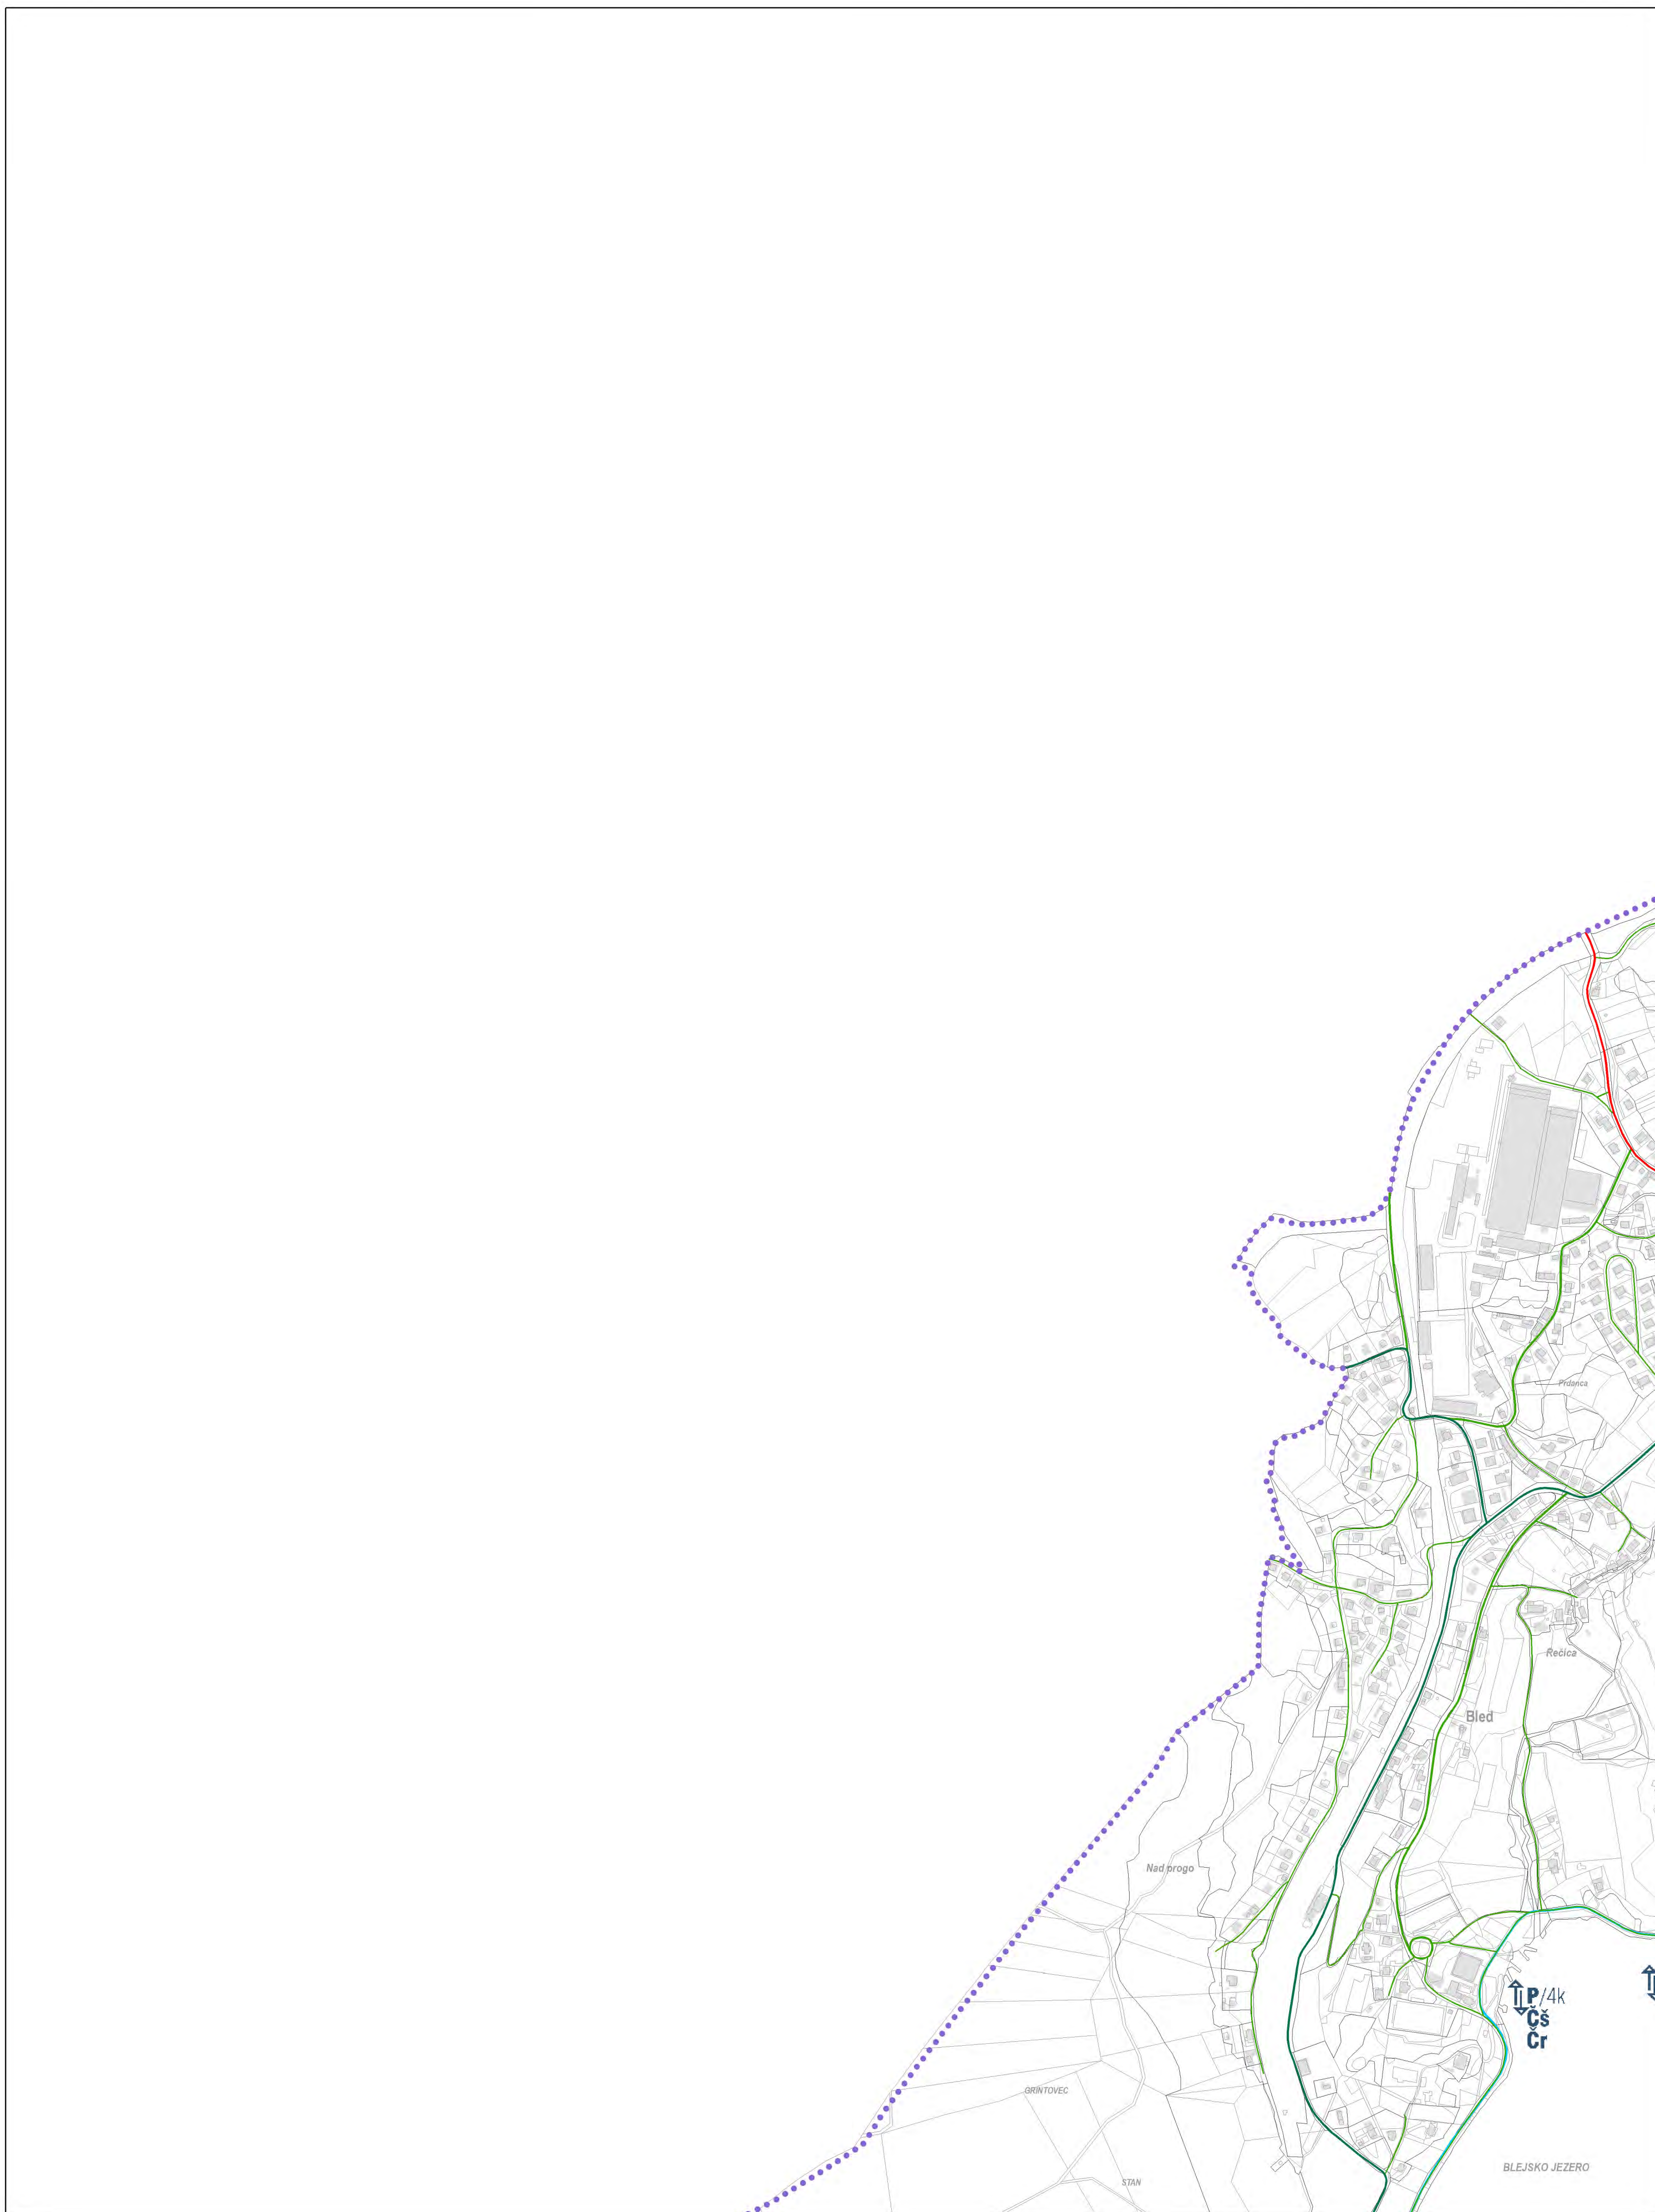 Prdanca
Rečica
Bled
Nad progo
P/4k
Čš
Čr
GRINTOVEC
BLEJSKO JEZERO
STAN